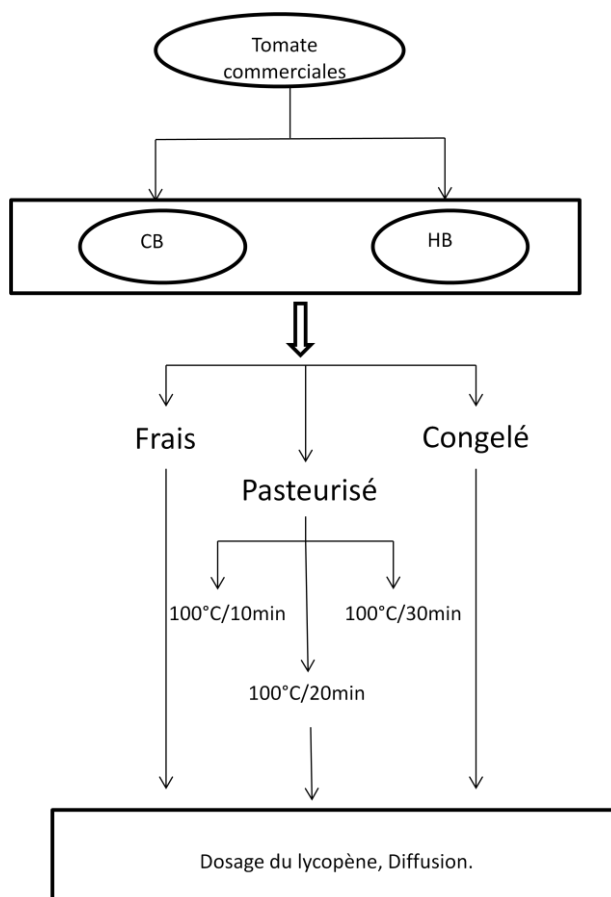 Tomate
commerciales
CB
HB
Frais
Congelé
Pasteurisé
100°C/10min
100°C/30min
100°C/20min
Dosage du lycopène, Diffusion.